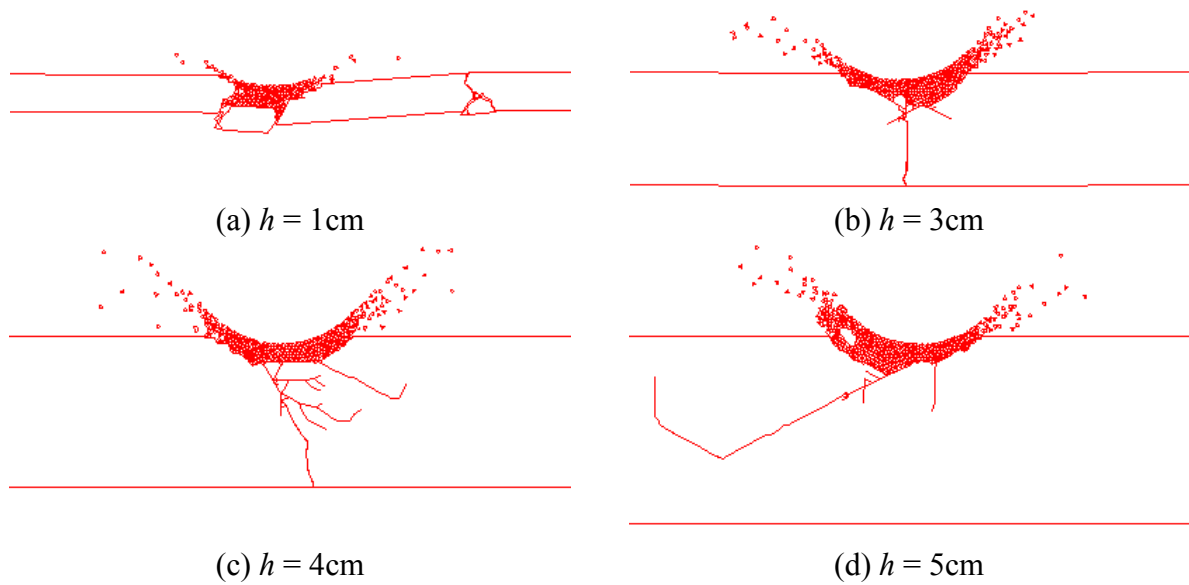 (a) h = 1cm
(b) h = 3cm
(c) h = 4cm
(d) h = 5cm